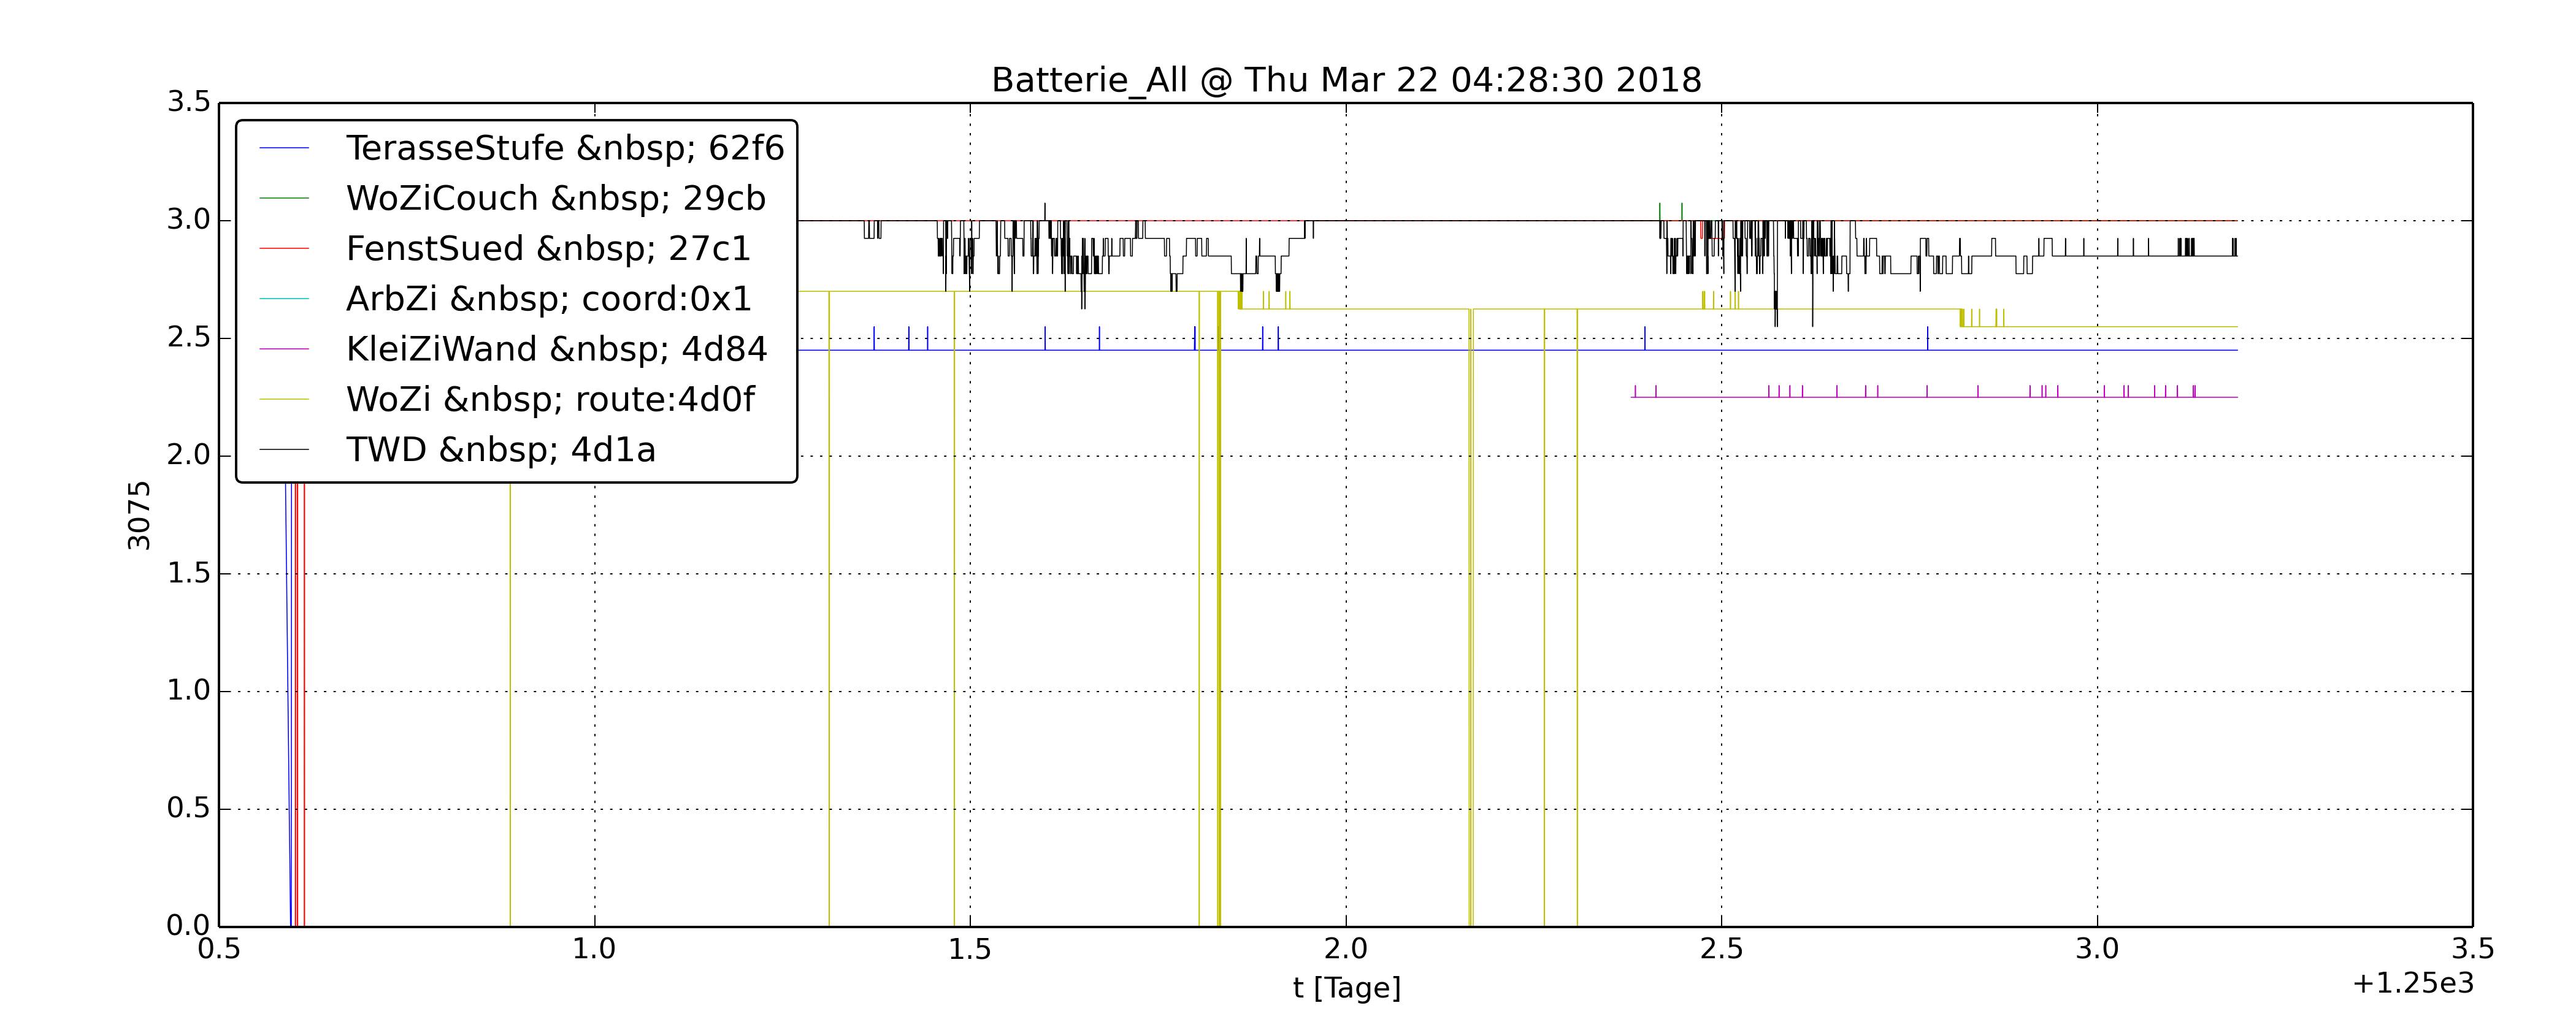 Batterie_All @ Thu Mar 22 04:28:30 2018
3.5
3.0
2.5
2.0
1.5
1.0
0.5
0.0
TerasseStufe &nbsp; 62f6
WoZiCouch &nbsp; 29cb
FenstSued &nbsp; 27c1
ArbZi &nbsp; coord:0x1
KleiZiWand &nbsp; 4d84
WoZi &nbsp; route:4d0f
TWD &nbsp; 4d1a
3075
0.5 1.0 1.5 2.0 2.5 3.0 3.5
t [Tage]
+1.25e3